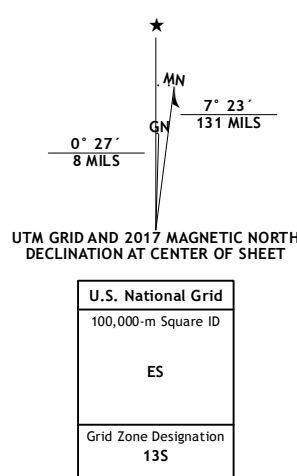 ★
MN
GN
7° 23´
131 MILS
0° 27´
8 MILS
UTM GRID AND 2017 MAGNETIC NORTH
DECLINATION AT CENTER OF SHEET
U.S. National Grid
100,000-m Square ID
ES
Grid Zone Designation
13S